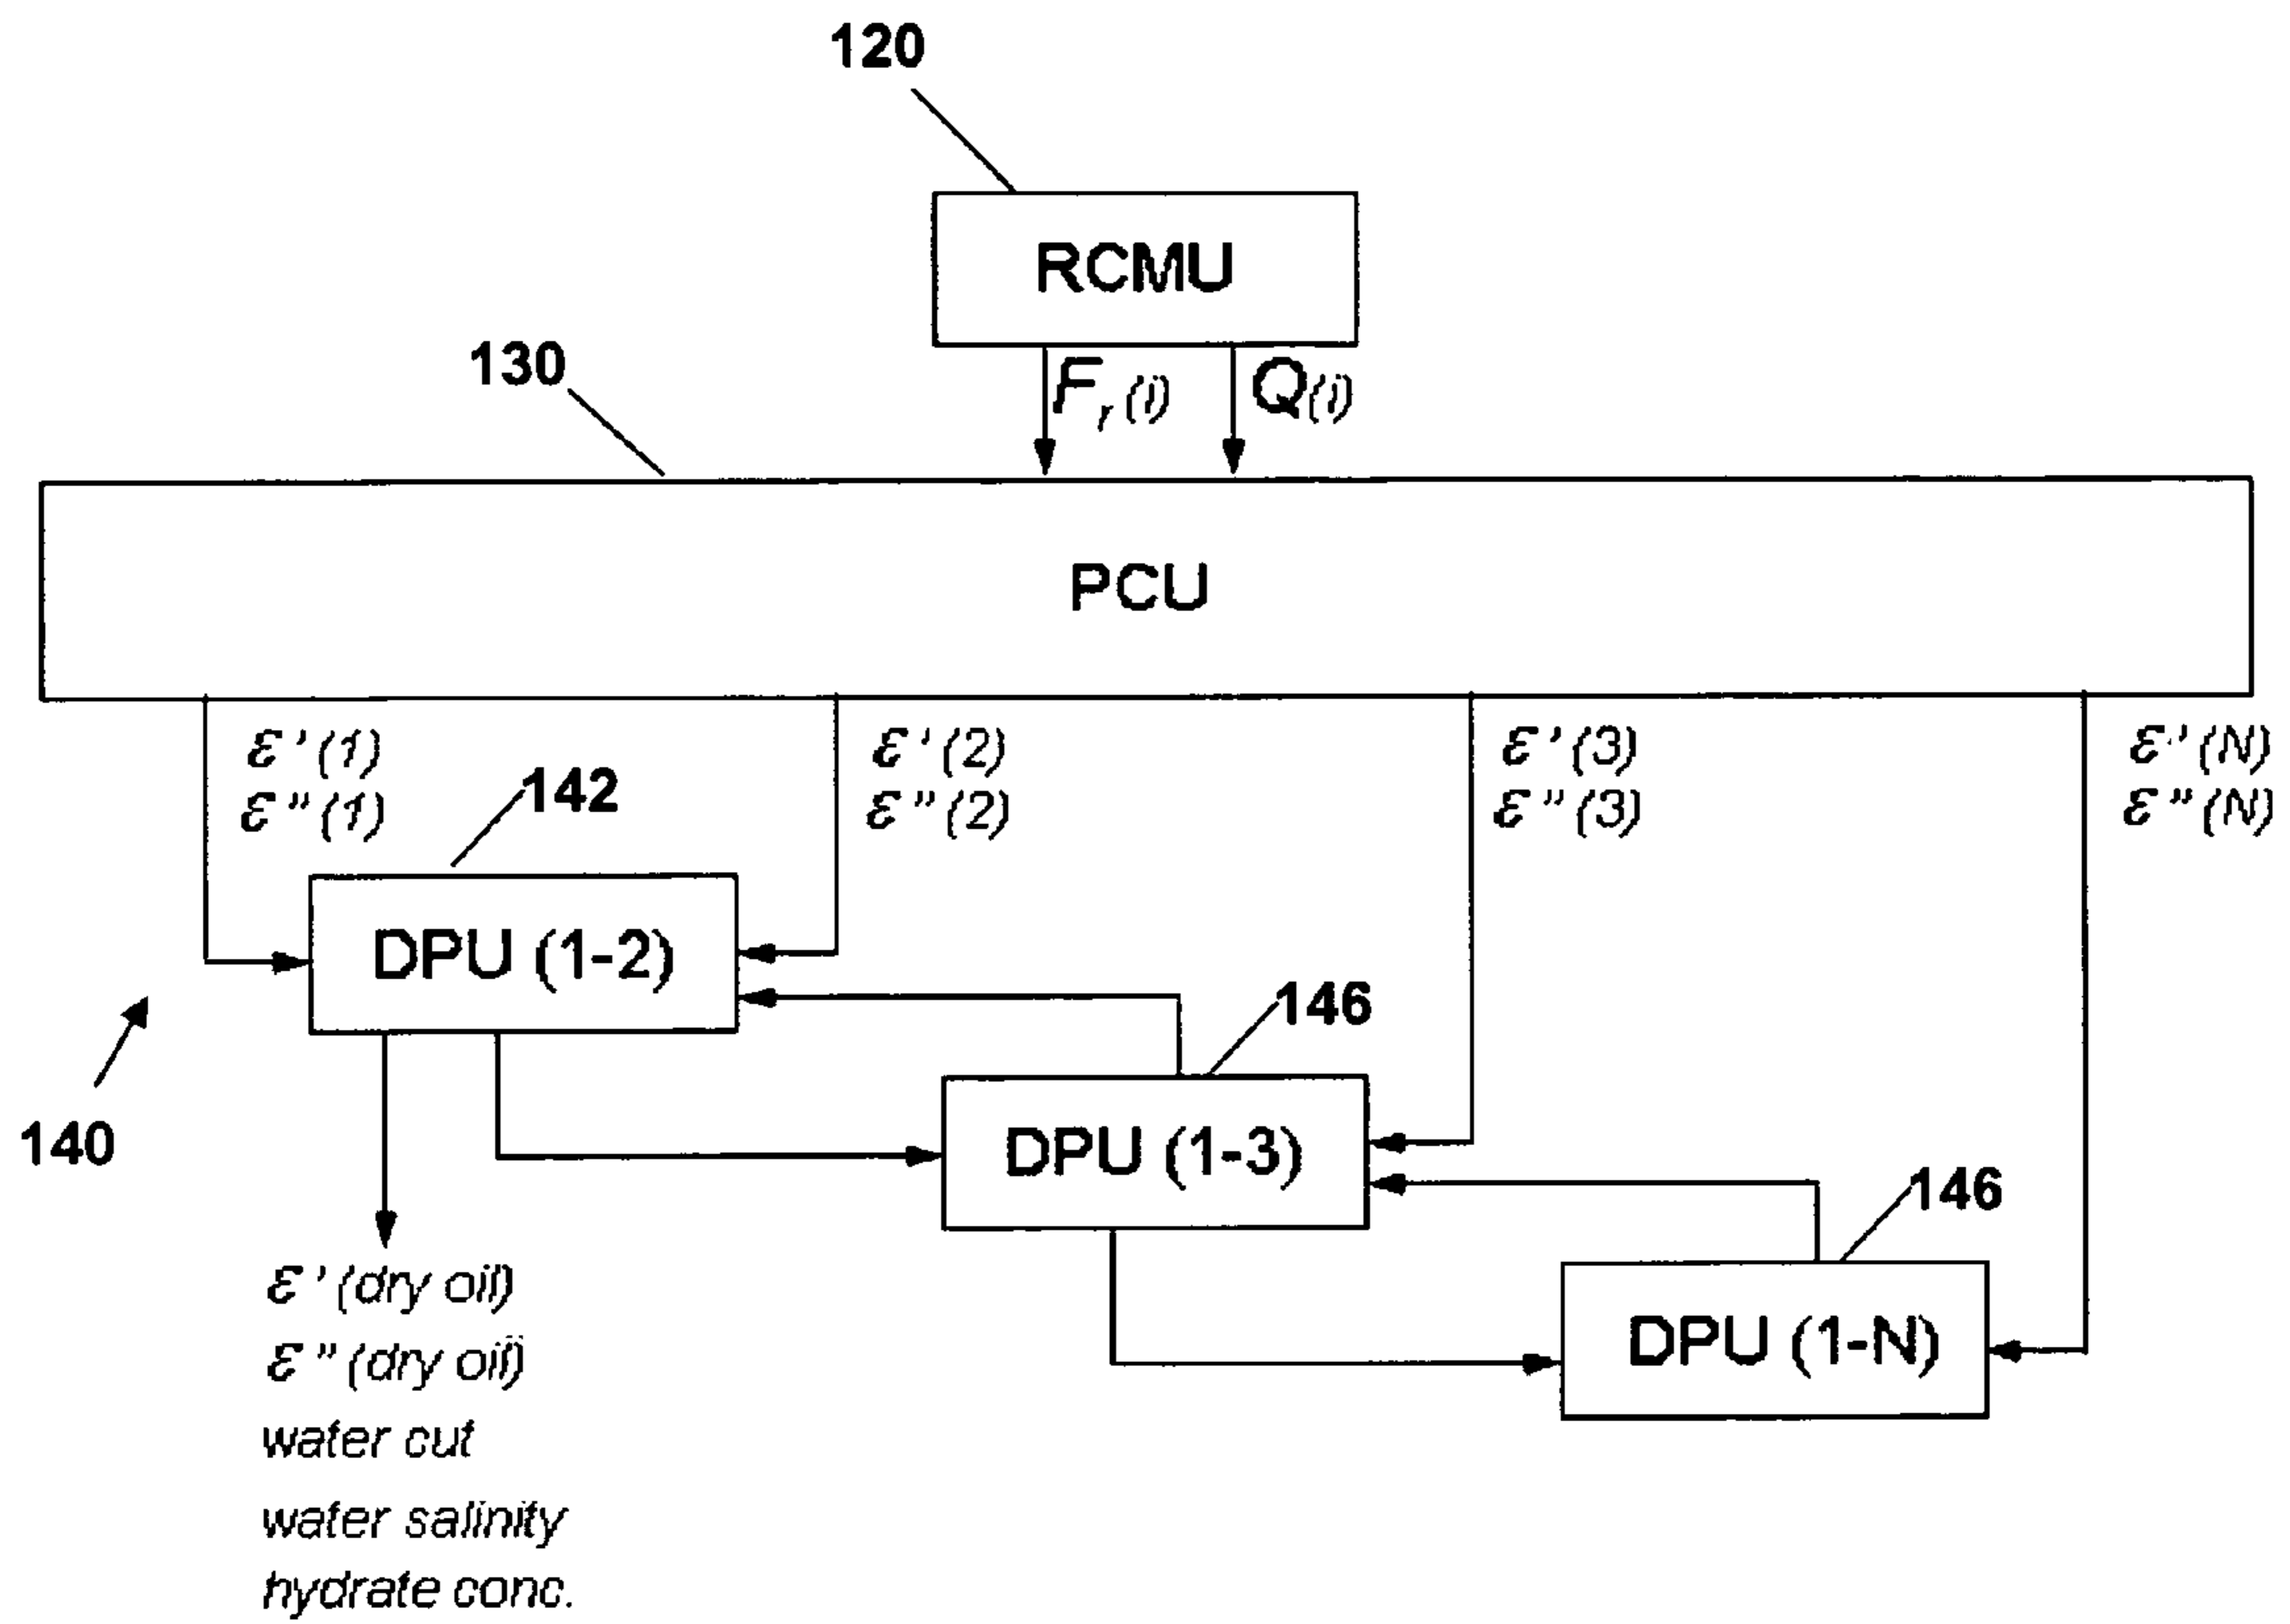 120
RCMU
130
F r (i) Q(i)
PCU
ε'(1) ε'(2) ε'(3) ε'(N)
ε"(1) 142 ε"(2) ε"(3) ε"(N)
DPU (1-2)
146
DPU (1-3)
140
146
DPU (1-N)
ε'(dry oil)
ε"(dry oil)
water cut
water salinity
hydrate conc.